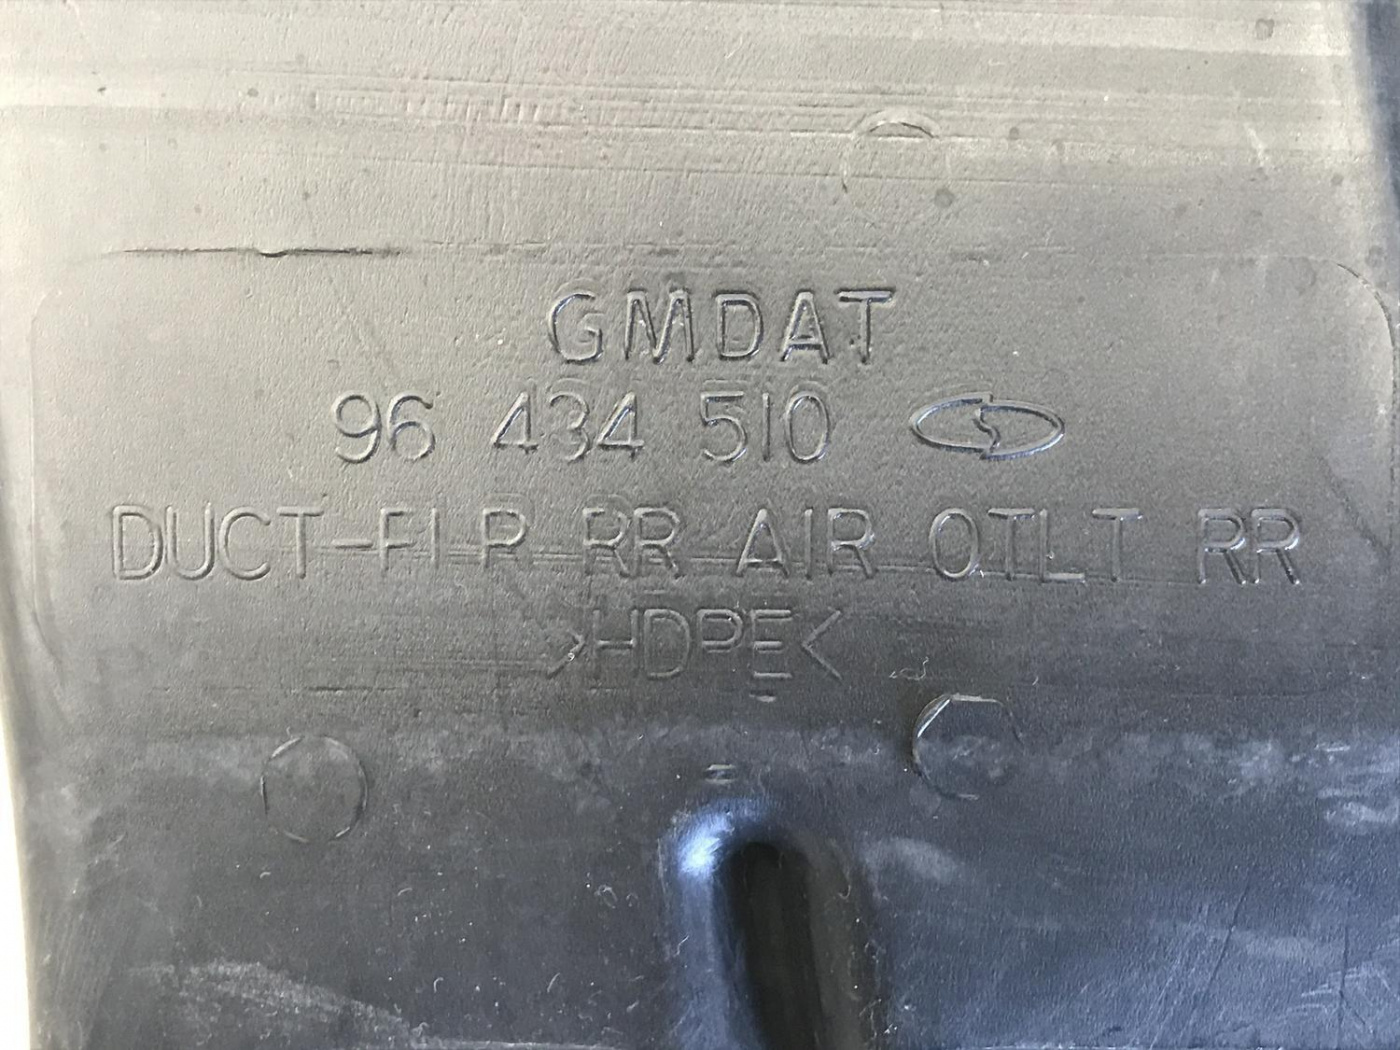 GMDAT
96 434 510
DUCT-FLR RR AIR OTLT RR
>HDPE<